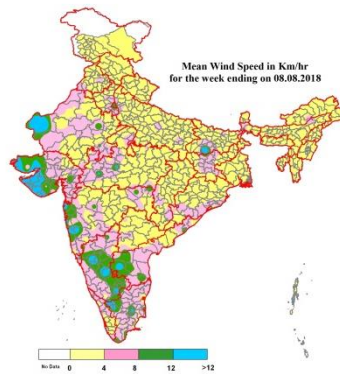 Mean Wind Speed in Km/hr
for the week ending on 08.08.2018
No Data 0 4 8 12 >12